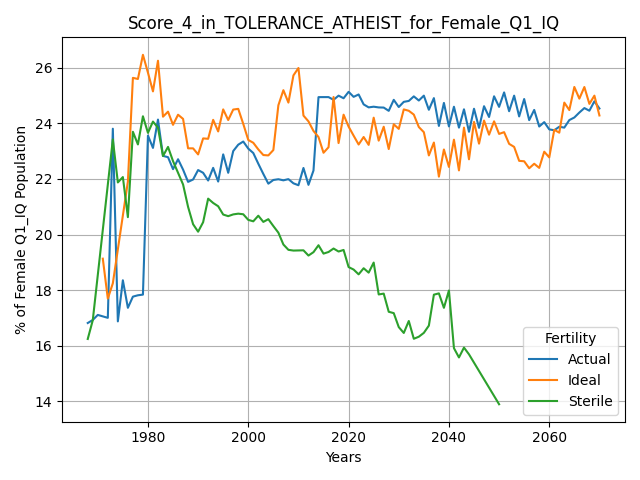 Score_4_in_TOLERANCE_ATHEIST_for_Female_Q1_IQ
% of Female Q1_IQ Population
26
24
22
20
18
16
14
1980
2000
2020
2040
2060
Years
Fertility
Actual
Ideal
Sterile